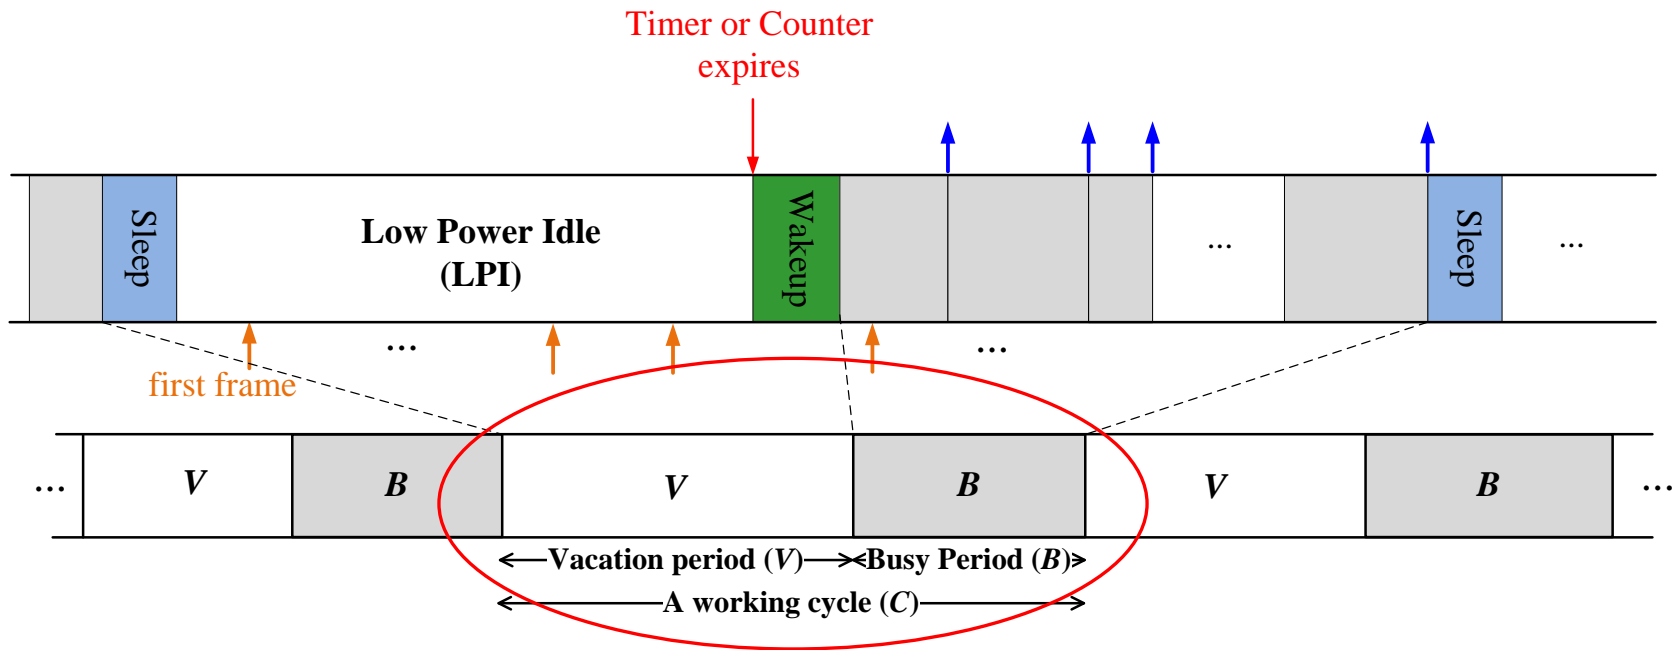 Timer or Counter
expires
Sleep
Low Power Idle
(LPI)
Wakeup
...
Sleep
...
...
...
first frame
...
V
B
V
B
V
B
...
Vacation period (V)
Busy Period (B)
A working cycle (C)